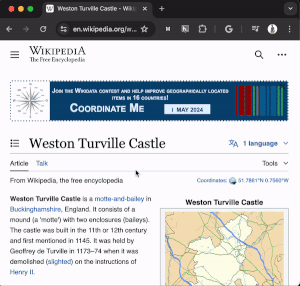 Weston Turville Castle - Wiki
en.wikipedia.org/w...
WIKIPEDIA
The Free Encyclopedia
JOIN THE WIKIDATA CONTEST AND HELP IMPROVE GEOGRAPHICALLY LOCATED
ITEMS IN 16 COUNTRIES!
COORDINATE ME
1 MAY 2024
Weston Turville Castle
1 language
Article Talk
Tools
From Wikipedia, the free encyclopedia
Coordinates: 51.7861°N 0.7560°W
Weston Turville Castle is a motte-and-bailey in
Buckinghamshire, England. It consists of a
mound (a 'motte') with two enclosures (baileys).
The castle was built in the 11th or 12th century
and first mentioned in 1145. It was held by
Geoffrey de Turville in 1173–74 when it was
demolished (slighted) on the instructions of
Henry II.
Weston Turville Castle